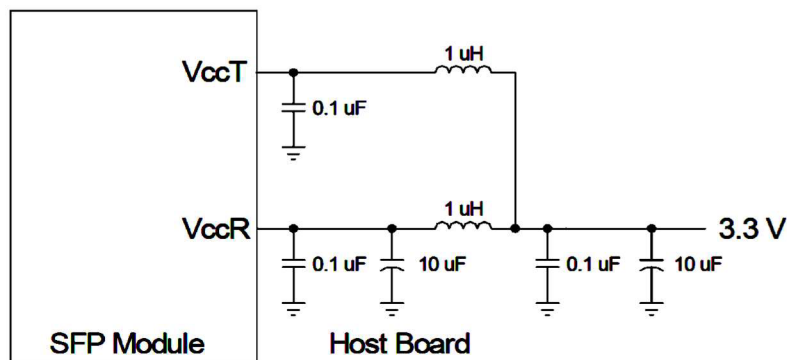 1 uH
VccT
0.1 uF
1 uH
VccR
3.3 V
0.1 uF
10 uF
0.1 uF
10 uF
SFP Module
Host Board